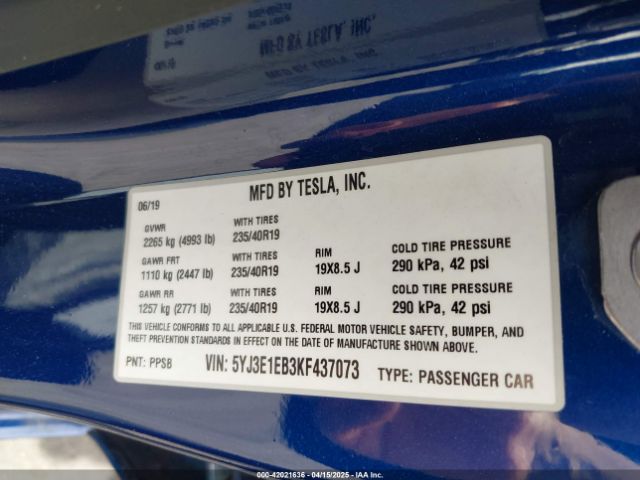 MFD BY TESLA, INC.
06/19
GVWR WITH TIRES
2265 kg (4993 lb) 235/40R19
GAWR FRT WITH TIRES RIM COLD TIRE PRESSURE
1110 kg (2447 lb) 235/40R19 19X8.5 J 290 kPa, 42 psi
GAWR RR WITH TIRES RIM COLD TIRE PRESSURE
1257 kg (2771 lb) 235/40R19 19X8.5 J 290 kPa, 42 psi
THIS VEHICLE CONFORMS TO ALL APPLICABLE U.S. FEDERAL MOTOR VEHICLE SAFETY, BUMPER, AND
THEFT PREVENTION STANDARDS IN EFFECT ON THE DATE OF MANUFACTURE SHOWN ABOVE.
PNT: PPSB VIN: 5YJ3E1EB3KF437073 TYPE: PASSENGER CAR
000-42021636 - 04/15/2025 - IAA Inc.